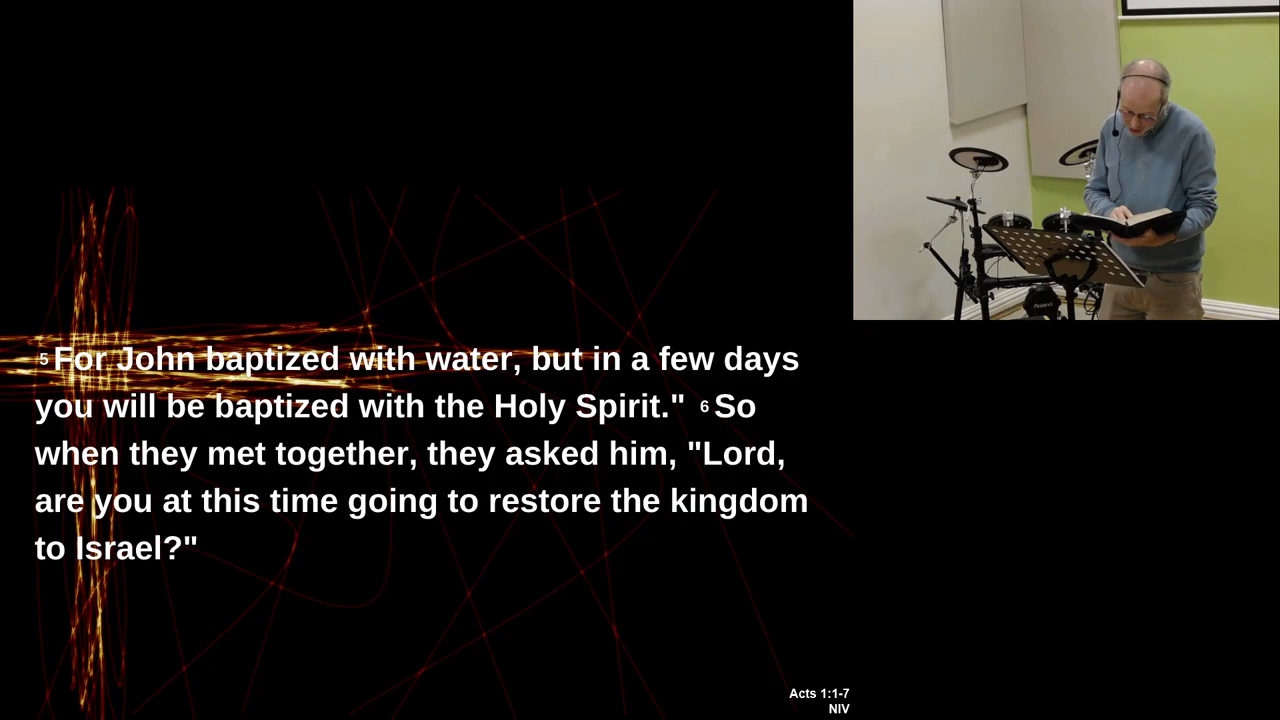 5 For John baptized with water, but in a few days
you will be baptized with the Holy Spirit." 6 So
when they met together, they asked him, "Lord,
are you at this time going to restore the kingdom
to Israel?"
Acts 1:1-7
NIV
Roland